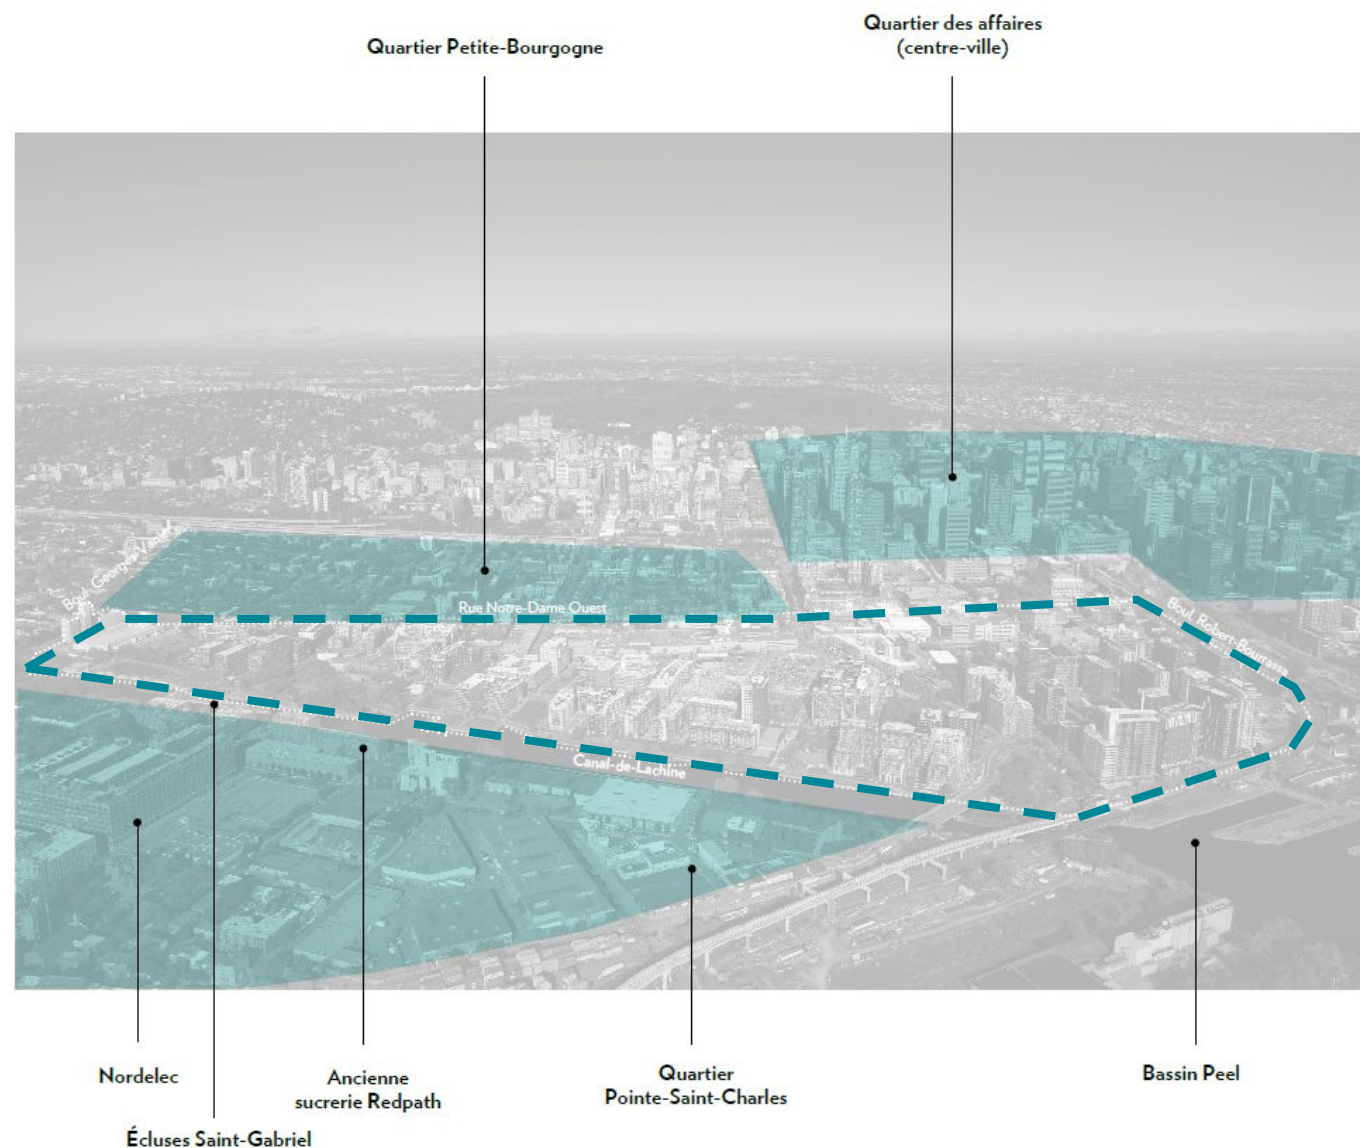 Quartier Petite-Bourgogne
Quartier des affaires
(centre-ville)
Rue Notre-Dame Ouest
Canal-de-Lachine
Nordelec
Écluses Saint-Gabriel
Ancienne
sucrerie Redpath
Quartier
Pointe-Saint-Charles
Bassin Peel